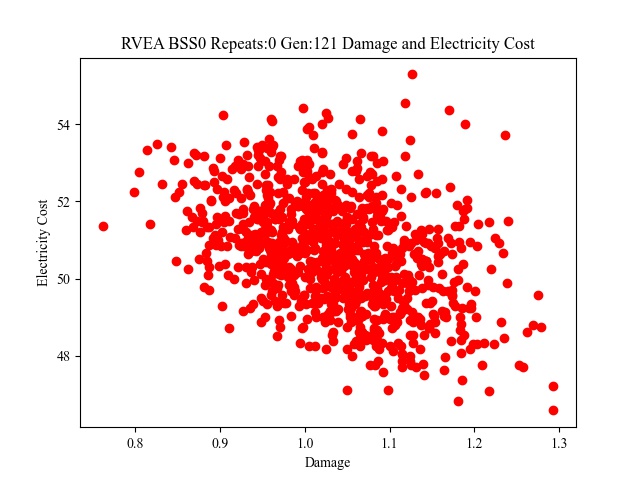 RVEA BSS0 Repeats:0 Gen:121 Damage and Electricity Cost
54
52
50
48
Electricity Cost
0.8 0.9 1.0 1.1 1.2 1.3
Damage